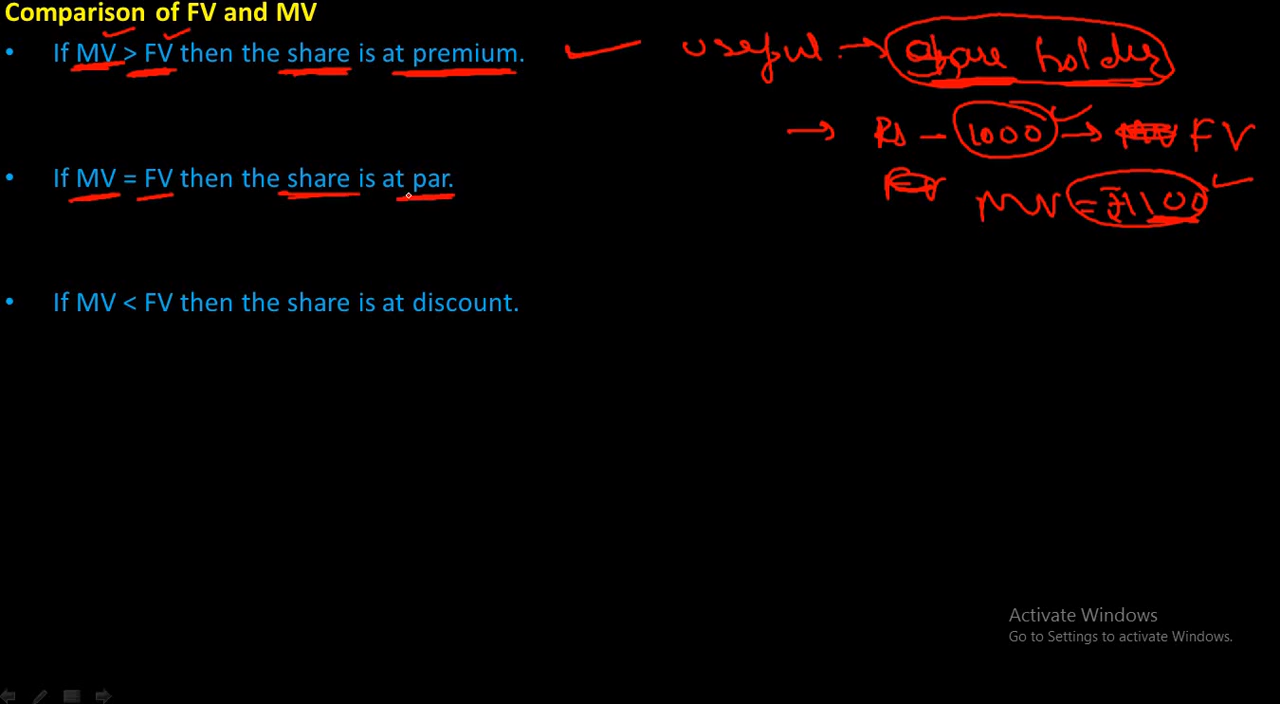 Comparison of FV and MV
• If MV > FV then the share is at premium. useful → share holder
→ Rs – 1000 → FV
• If MV = FV then the share is at par.
MV = ₹1100
• If MV < FV then the share is at discount.
Activate Windows
Go to Settings to activate Windows.